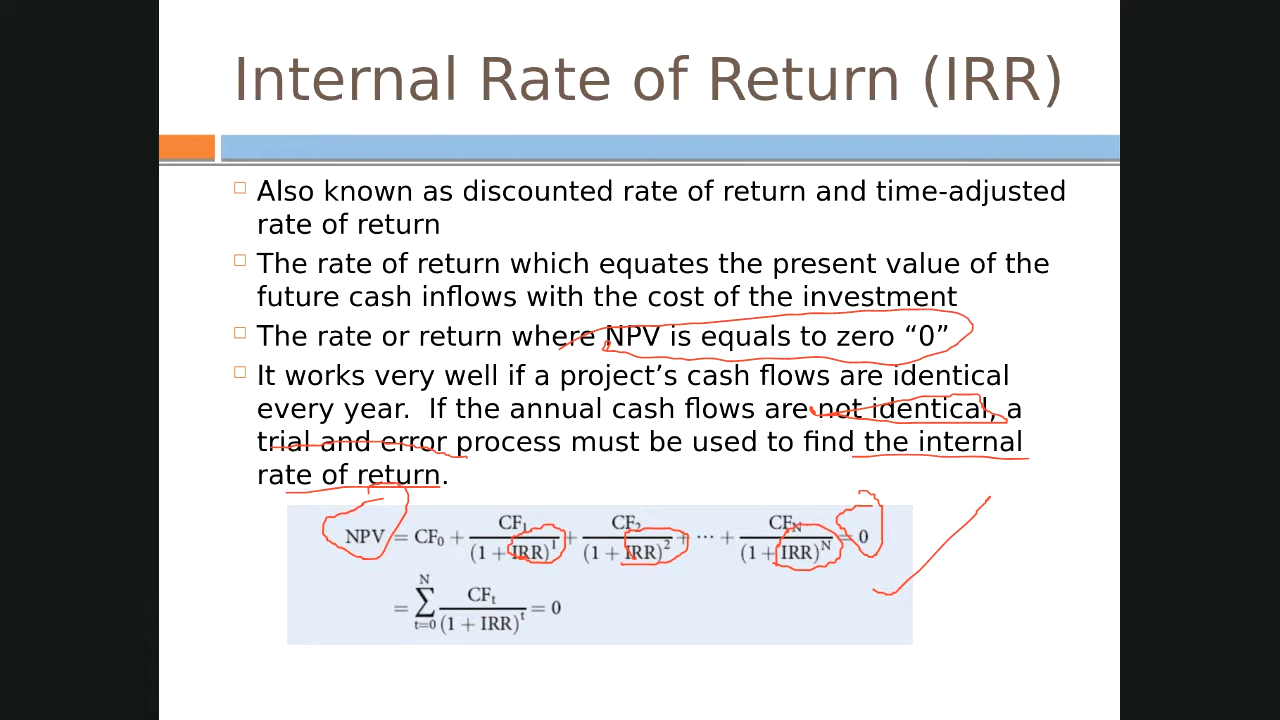 Internal Rate of Return (IRR)
Also known as discounted rate of return and time-adjusted
rate of return
The rate of return which equates the present value of the
future cash inflows with the cost of the investment
The rate or return where NPV is equals to zero “0”
It works very well if a project’s cash flows are identical
every year.  If the annual cash flows are not identical, a
trial and error process must be used to find the internal
rate of return.
NPV = CF₀ + CF₁/(1 + IRR)¹ + CF₂/(1 + IRR)² + ··· + CF_N/(1 + IRR)^N = 0
= ∑_{t=0}^{N} CF_t/(1 + IRR)^t = 0